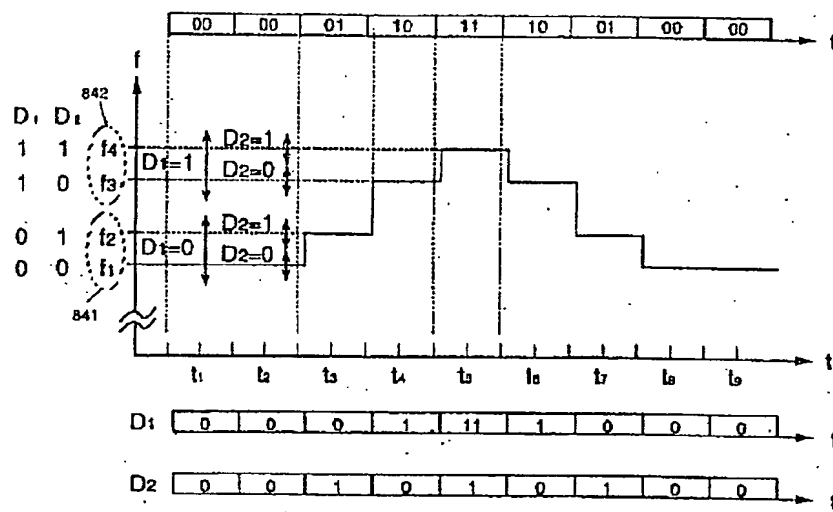 00 00 01 10 11 10 01 00 00 t
f
842
D1 D2
1 1 f4 D1=1 D2=1
1 0 f3 D2=0
0 1 f2 D1=0 D2=1
0 0 f1 D2=0
841
t
t1 t2 t3 t4 t5 t6 t7 t8 t9
D1 0 0 0 1 11 1 0 0 0 t
D2 0 0 1 0 1 0 1 0 0 t